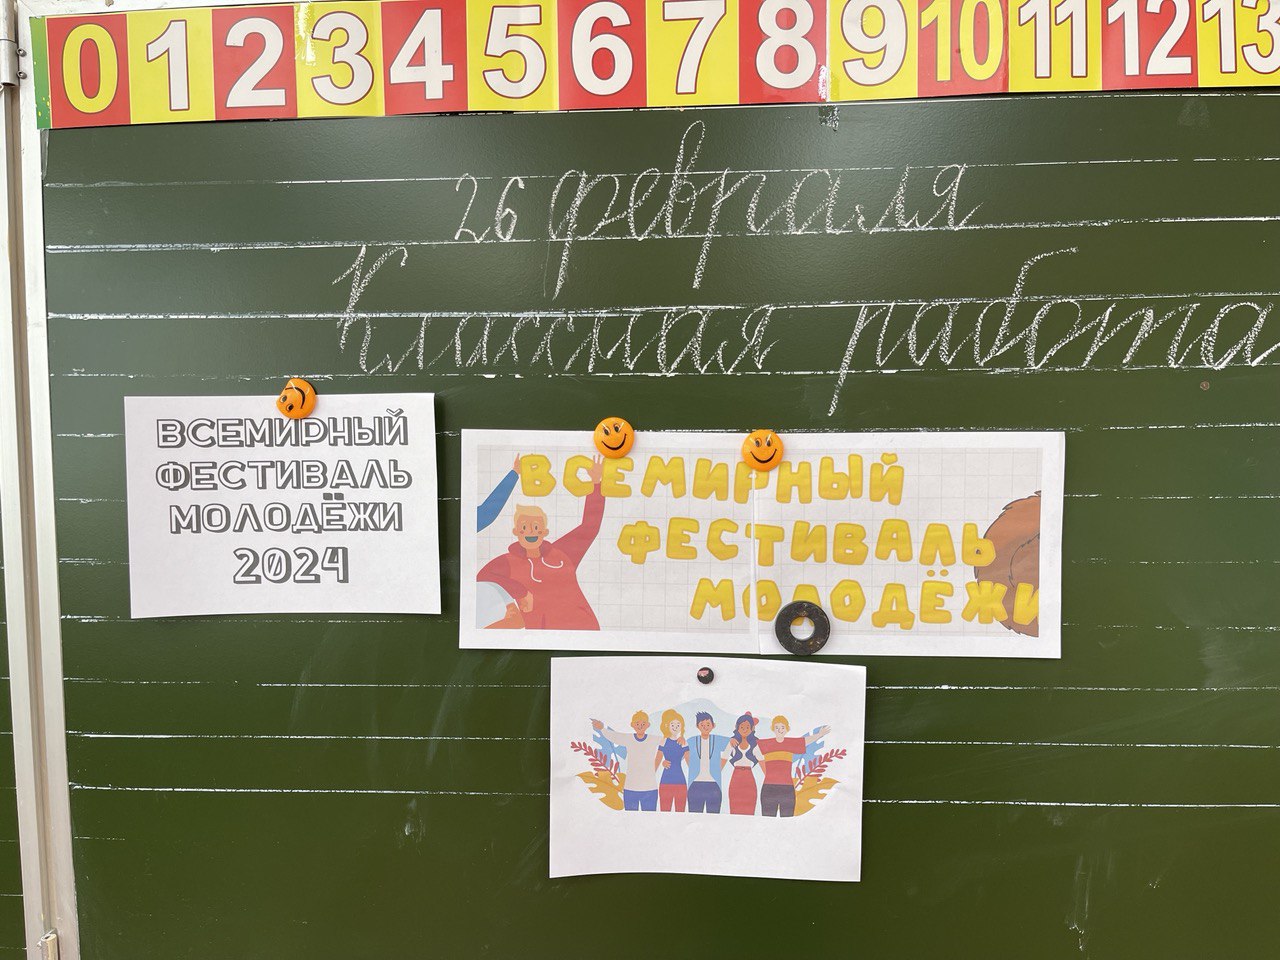 0 1 2 3 4 5 6 7 8 9 10 11 12 13
26 февраля
Классная работа
ВСЕМИРНЫЙ
ФЕСТИВАЛЬ
МОЛОДЁЖИ
2024
ВСЕМИРНЫЙ
ФЕСТИВАЛЬ
МОЛОДЁЖИ